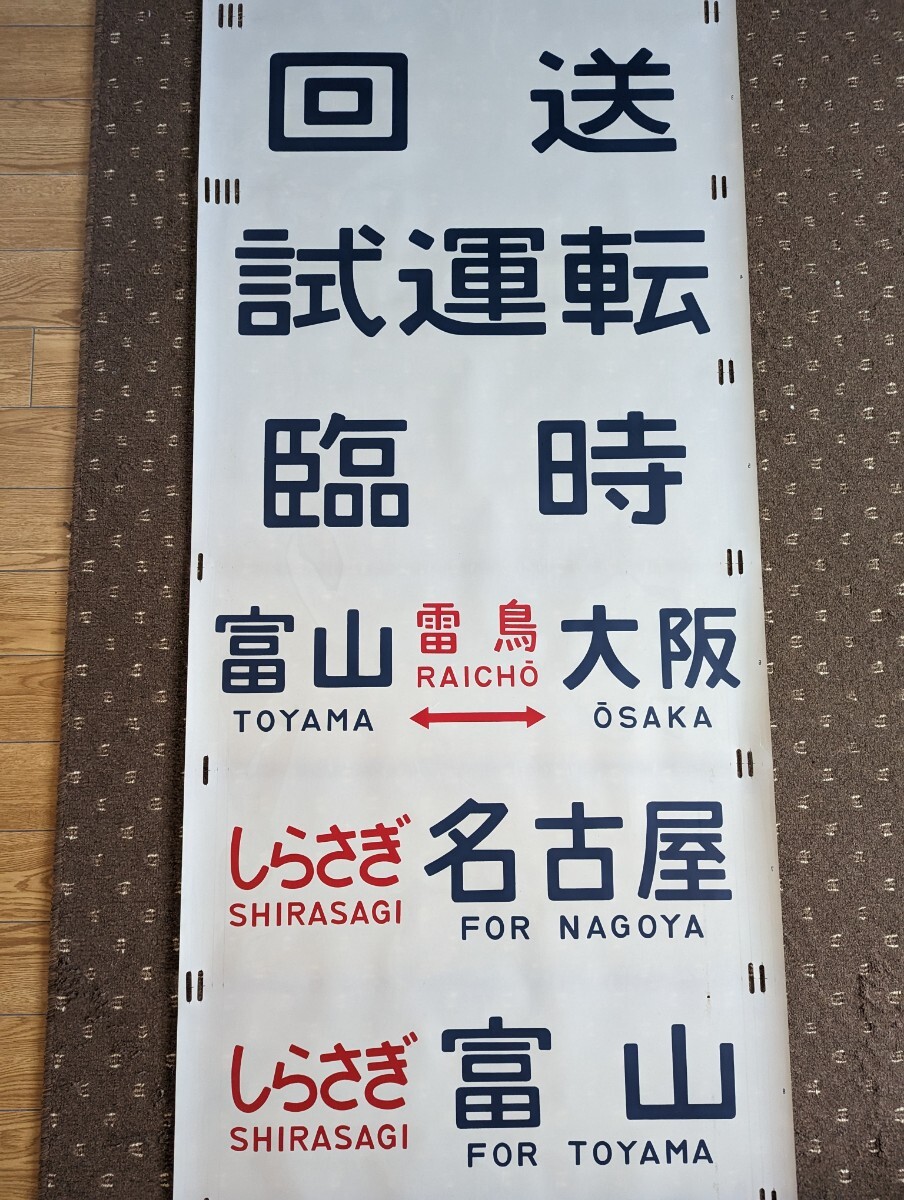 回送
試運転
臨時
富山 雷鳥 大阪
TOYAMA RAICHŌ ŌSAKA
しらさぎ 名古屋
SHIRASAGI FOR NAGOYA
しらさぎ 富山
SHIRASAGI FOR TOYAMA